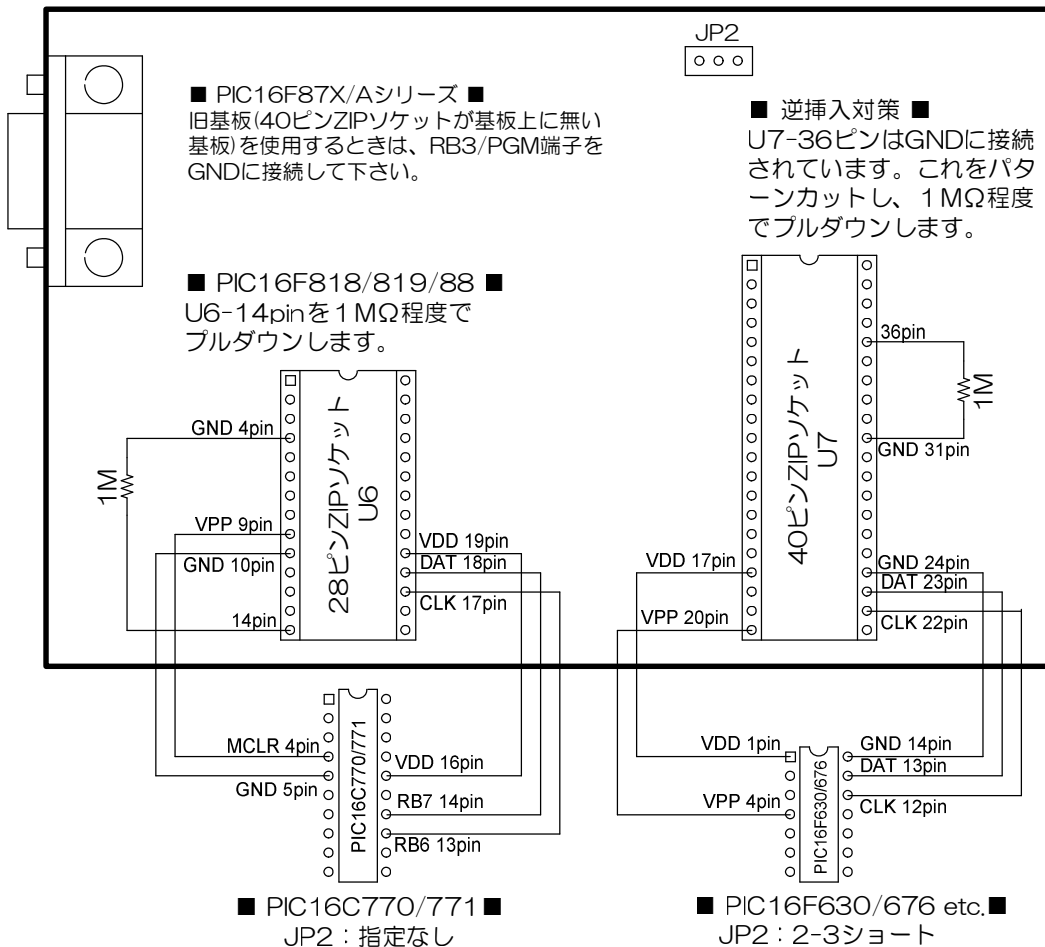 JP2
■ PIC16F87X/Aシリーズ ■
旧基板(40ピンZIPソケットが基板上に無い
基板)を使用するときは、RB3/PGM端子を
GNDに接続して下さい。
■ 逆挿入対策 ■
U7-36ピンはGNDに接続
されています。これをパタ
ーンカットし、1MΩ程度
でプルダウンします。
■ PIC16F818/819/88 ■
U6-14pinを1MΩ程度で
プルダウンします。
GND 4pin
1M
VPP 9pin
GND 10pin
14pin
28ピンZIPソケット
U6
VDD 19pin
DAT 18pin
CLK 17pin
36pin
1M
GND 31pin
40ピンZIPソケット
U7
VDD 17pin
VPP 20pin
GND 24pin
DAT 23pin
CLK 22pin
MCLR 4pin
GND 5pin
PIC16C770/771
VDD 16pin
RB7 14pin
RB6 13pin
VDD 1pin
VPP 4pin
PIC16F630/676
GND 14pin
DAT 13pin
CLK 12pin
■ PIC16C770/771■
JP2：指定なし
■ PIC16F630/676 etc.■
JP2：2-3ショート